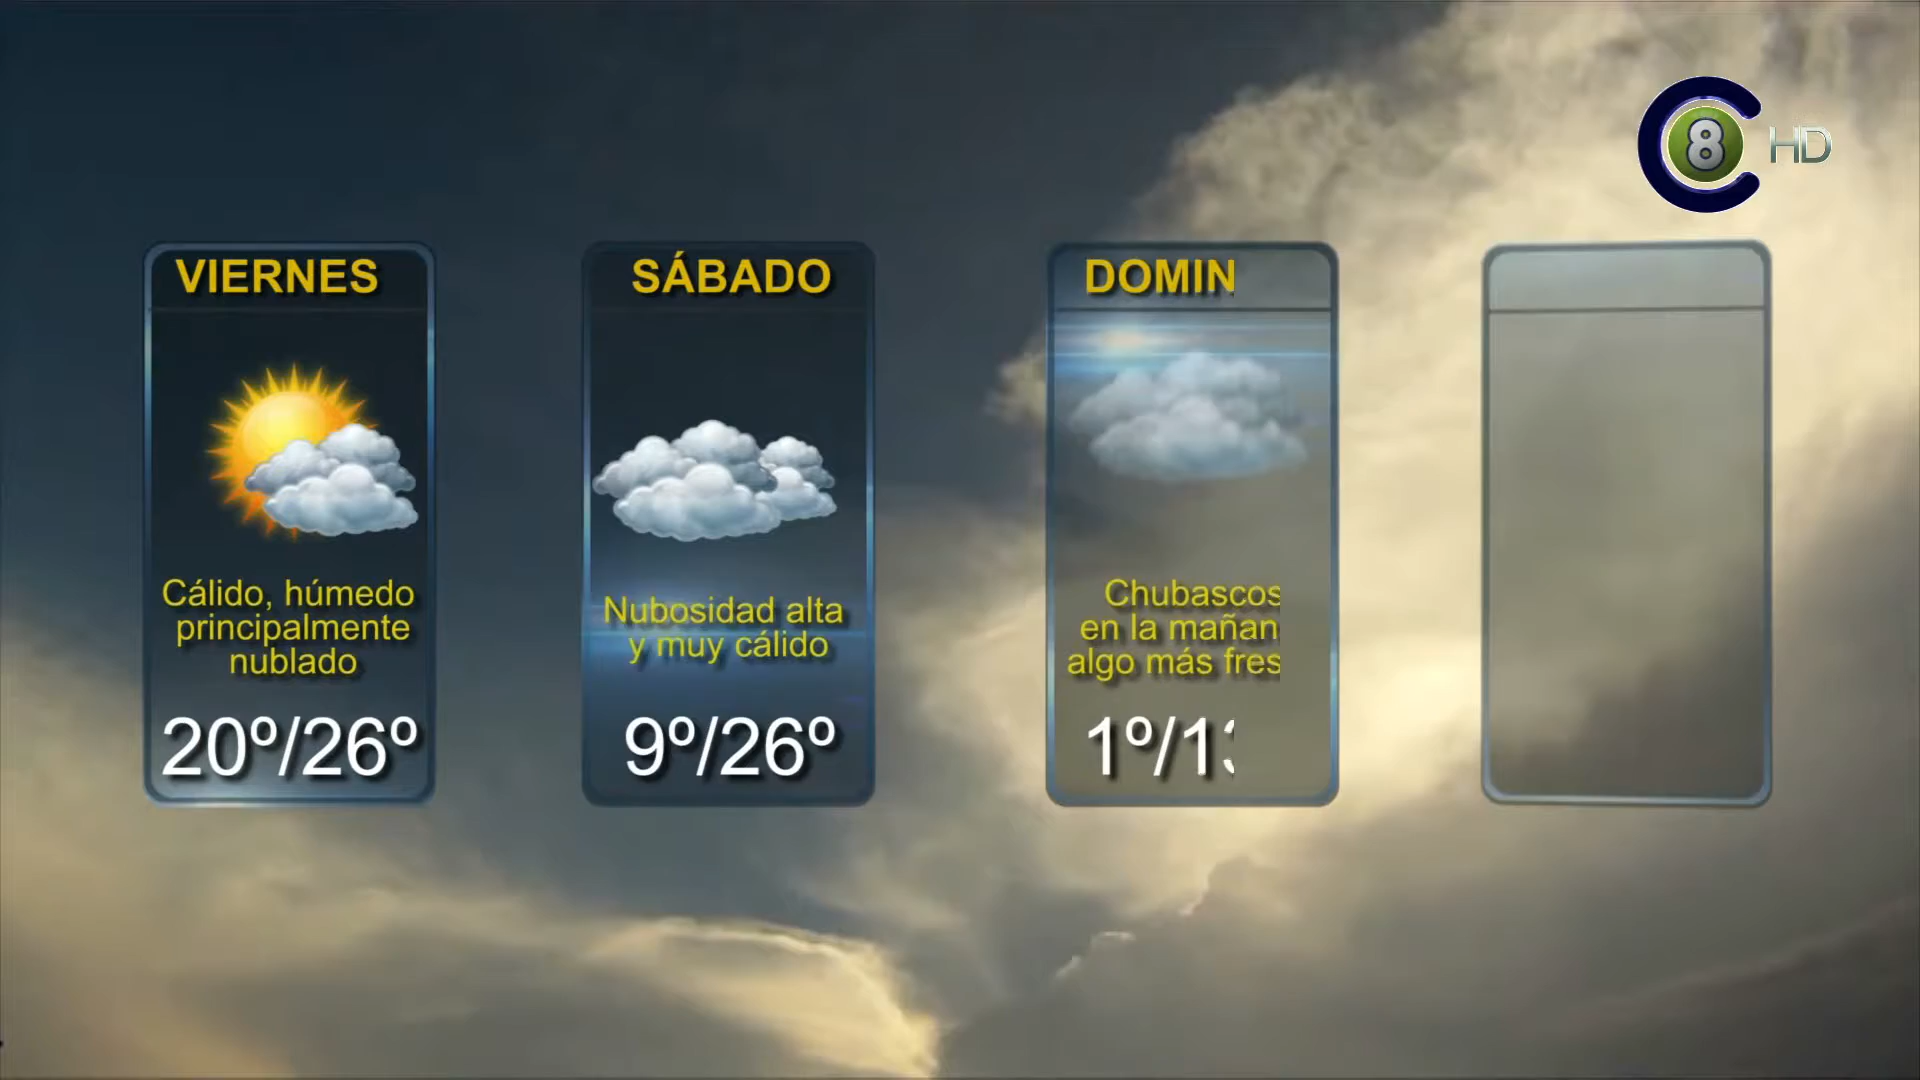 8 HD
VIERNES
Cálido, húmedo
principalmente
nublado
20º/26º
SÁBADO
Nubosidad alta
y muy cálido
9º/26º
DOMIN
Chubascos
en la mañan
algo más fres
1º/1